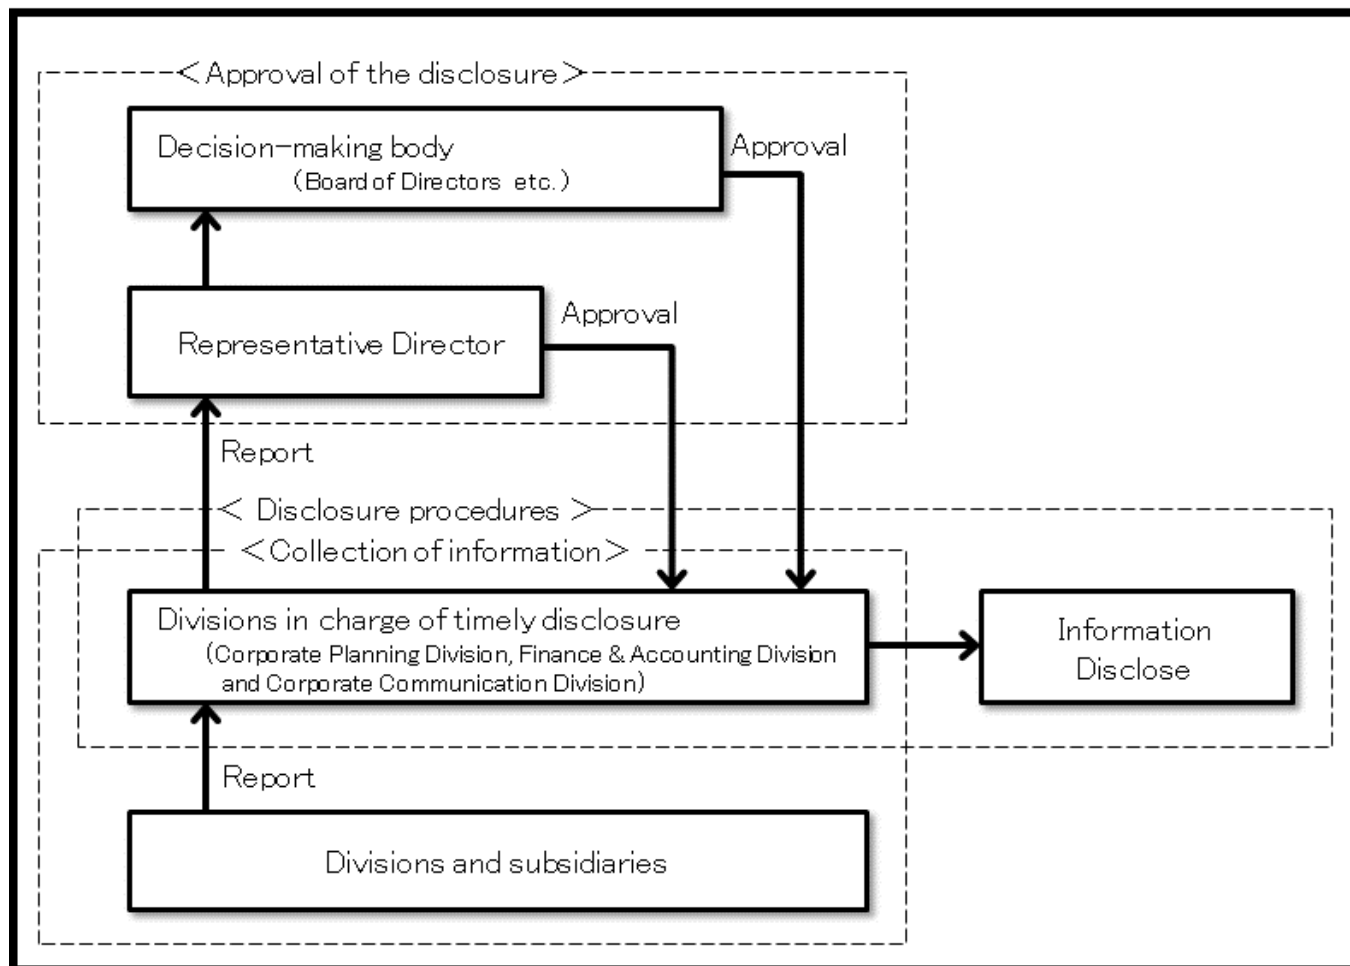 < Approval of the disclosure >
Decision-making body
(Board of Directors etc.)
Approval
Representative Director
Approval
Report
< Disclosure procedures >
< Collection of information >
Divisions in charge of timely disclosure
(Corporate Planning Division, Finance & Accounting Division
and Corporate Communication Division)
Information
Disclose
Report
Divisions and subsidiaries